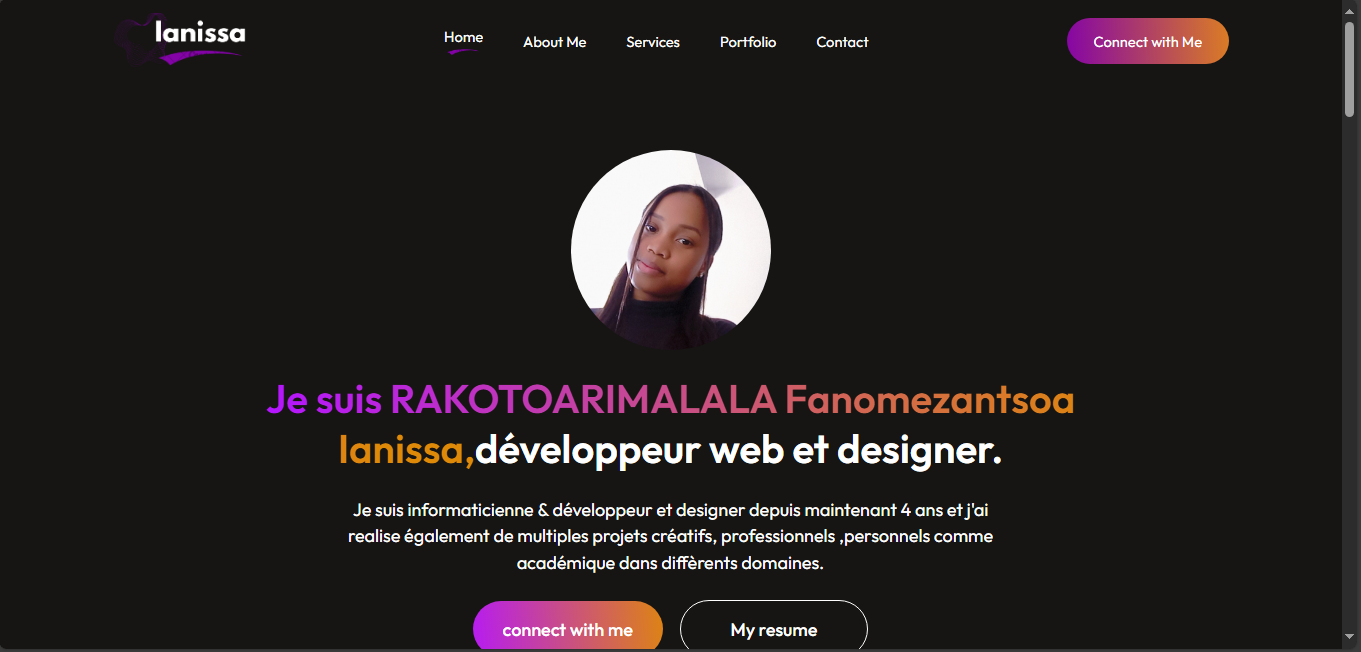 Ianissa
Home
About Me
Services
Portfolio
Contact
Connect with Me
Je suis RAKOTOARIMALALA Fanomezantsoa
Ianissa,développeur web et designer.
Je suis informaticienne & développeur et designer depuis maintenant 4 ans et j'ai
realise également de multiples projets créatifs, professionnels ,personnels comme
académique dans diffèrents domaines.
connect with me
My resume